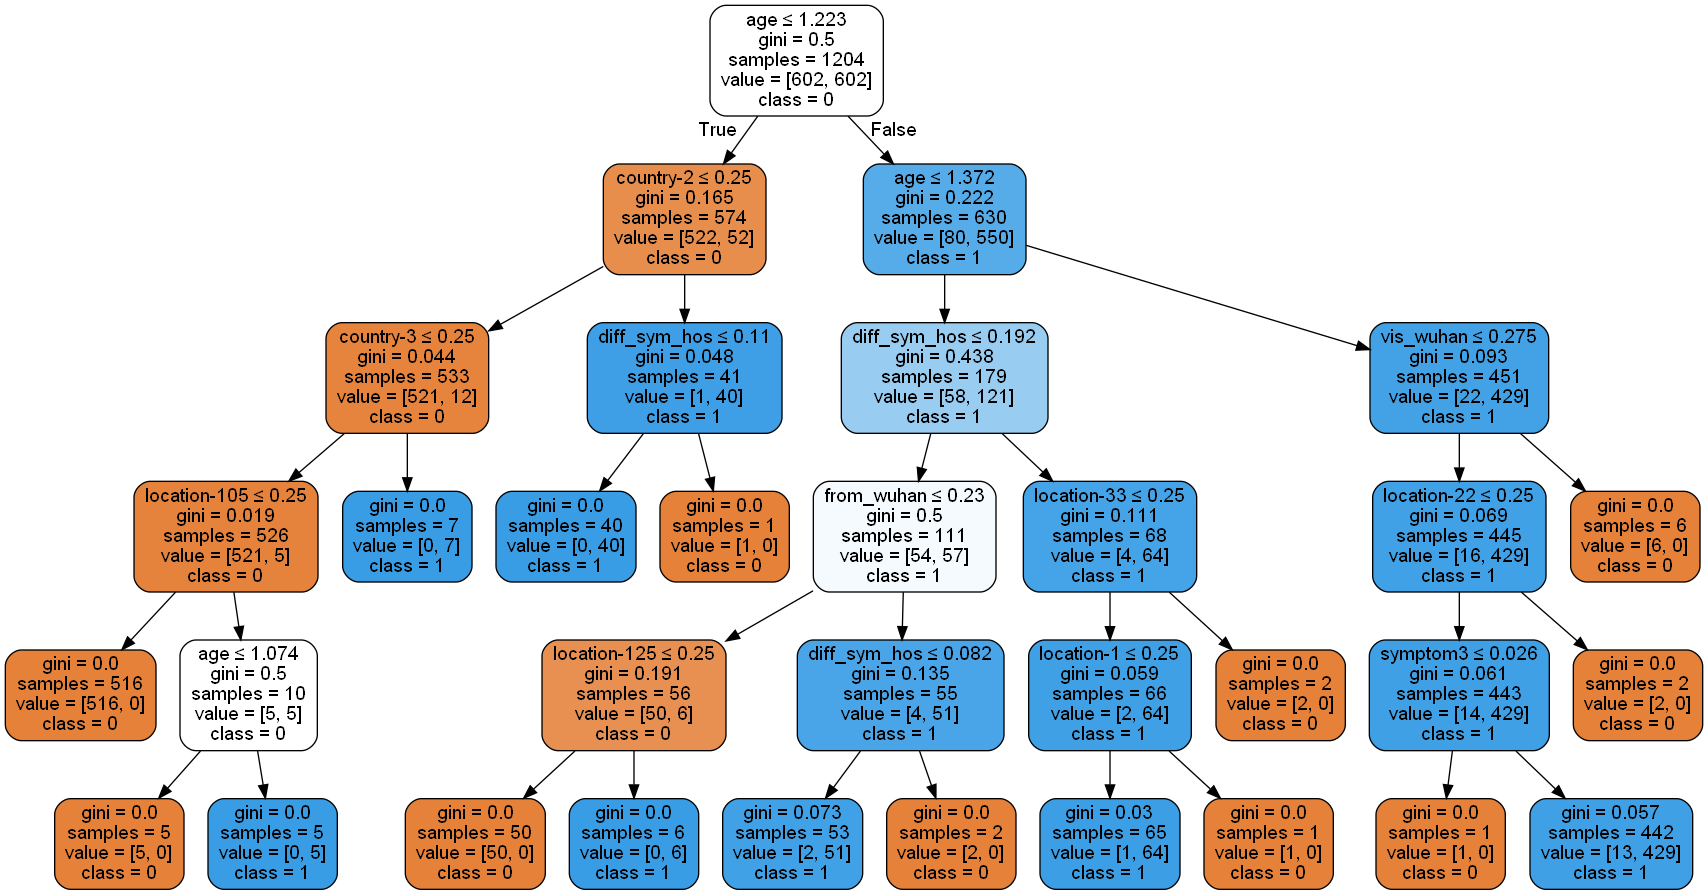 age ≤ 1.223
gini = 0.5
samples = 1204
value = [602, 602]
class = 0
True
False
country-2 ≤ 0.25
gini = 0.165
samples = 574
value = [522, 52]
class = 0
age ≤ 1.372
gini = 0.222
samples = 630
value = [80, 550]
class = 1
country-3 ≤ 0.25
gini = 0.044
samples = 533
value = [521, 12]
class = 0
diff_sym_hos ≤ 0.11
gini = 0.048
samples = 41
value = [1, 40]
class = 1
diff_sym_hos ≤ 0.192
gini = 0.438
samples = 179
value = [58, 121]
class = 1
vis_wuhan ≤ 0.275
gini = 0.093
samples = 451
value = [22, 429]
class = 1
location-105 ≤ 0.25
gini = 0.019
samples = 526
value = [521, 5]
class = 0
gini = 0.0
samples = 7
value = [0, 7]
class = 1
gini = 0.0
samples = 40
value = [0, 40]
class = 1
gini = 0.0
samples = 1
value = [1, 0]
class = 0
from_wuhan ≤ 0.23
gini = 0.5
samples = 111
value = [54, 57]
class = 1
location-33 ≤ 0.25
gini = 0.111
samples = 68
value = [4, 64]
class = 1
location-22 ≤ 0.25
gini = 0.069
samples = 445
value = [16, 429]
class = 1
gini = 0.0
samples = 6
value = [6, 0]
class = 0
gini = 0.0
samples = 516
value = [516, 0]
class = 0
age ≤ 1.074
gini = 0.5
samples = 10
value = [5, 5]
class = 0
location-125 ≤ 0.25
gini = 0.191
samples = 56
value = [50, 6]
class = 0
diff_sym_hos ≤ 0.082
gini = 0.135
samples = 55
value = [4, 51]
class = 1
location-1 ≤ 0.25
gini = 0.059
samples = 66
value = [2, 64]
class = 1
gini = 0.0
samples = 2
value = [2, 0]
class = 0
symptom3 ≤ 0.026
gini = 0.061
samples = 443
value = [14, 429]
class = 1
gini = 0.0
samples = 2
value = [2, 0]
class = 0
gini = 0.0
samples = 5
value = [5, 0]
class = 0
gini = 0.0
samples = 5
value = [0, 5]
class = 1
gini = 0.0
samples = 50
value = [50, 0]
class = 0
gini = 0.0
samples = 6
value = [0, 6]
class = 1
gini = 0.073
samples = 53
value = [2, 51]
class = 1
gini = 0.0
samples = 2
value = [2, 0]
class = 0
gini = 0.03
samples = 65
value = [1, 64]
class = 1
gini = 0.0
samples = 1
value = [1, 0]
class = 0
gini = 0.0
samples = 1
value = [1, 0]
class = 0
gini = 0.057
samples = 442
value = [13, 429]
class = 1